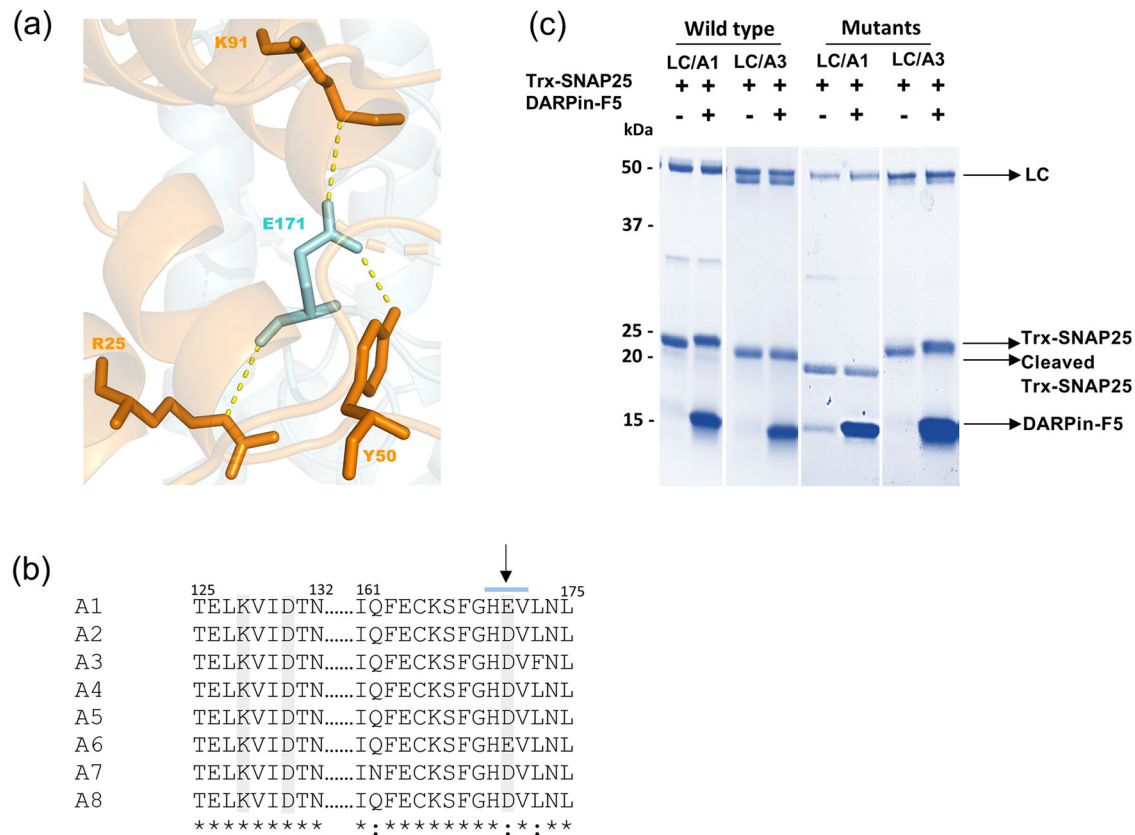 (a)
K91
E171
R25
Y50
(c)
Wild type Mutants
LC/A1 LC/A3 LC/A1 LC/A3
Trx-SNAP25 + + + + + + + +
DARPin-F5 - + - + - + - +
kDa
50 - LC
37 -
25 - Trx-SNAP25
20 - Cleaved
Trx-SNAP25
15 - DARPin-F5
(b)
125 132 161 175
A1 TELKVIDTN......IQFECKSFGHEVLNL
A2 TELKVIDTN......IQFECKSFGHDVLNL
A3 TELKVIDTN......IQFECKSFGHDVFNL
A4 TELKVIDTN......IQFECKSFGHDVLNL
A5 TELKVIDTN......IQFECKSFGHDVLNL
A6 TELKVIDTN......IQFECKSFGHEVLNL
A7 TELKVIDTN......INFECKSFGHDVLNL
A8 TELKVIDTN......IQFECKSFGHDVLNL
********* *:*********:*:**